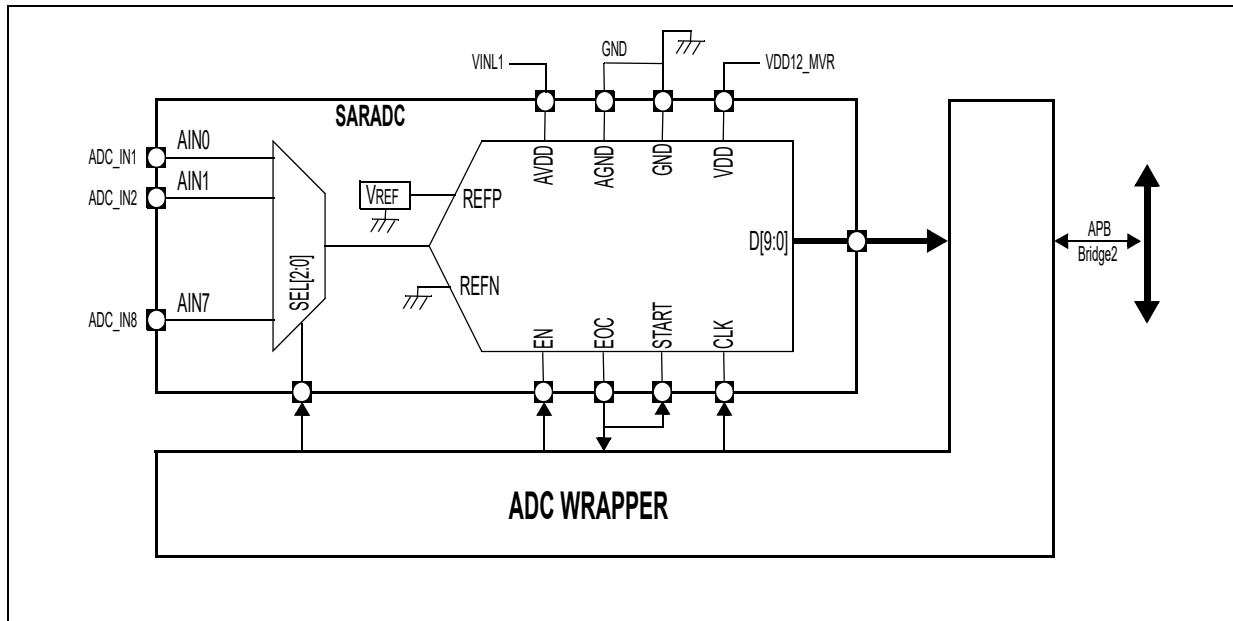 GND
VINL1
VDD12_MVR
SARADC
ADC_IN1
AIN0
ADC_IN2
AIN1
ADC_IN8
AIN7
SEL[2:0]
VREF
REFP
REFN
AVDD
AGND
GND
VDD
D[9:0]
EN
EOC
START
CLK
APB
Bridge2
ADC WRAPPER